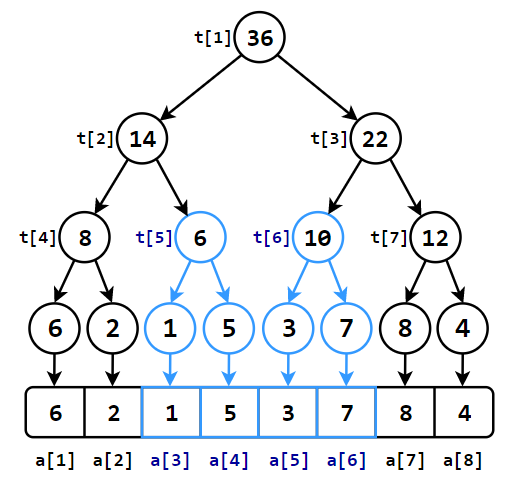 t[1] 36
t[2] 14 t[3] 22
t[4] 8 t[5] 6 t[6] 10 t[7] 12
6 2 1 5 3 7 8 4
6 2 1 5 3 7 8 4
a[1] a[2] a[3] a[4] a[5] a[6] a[7] a[8]